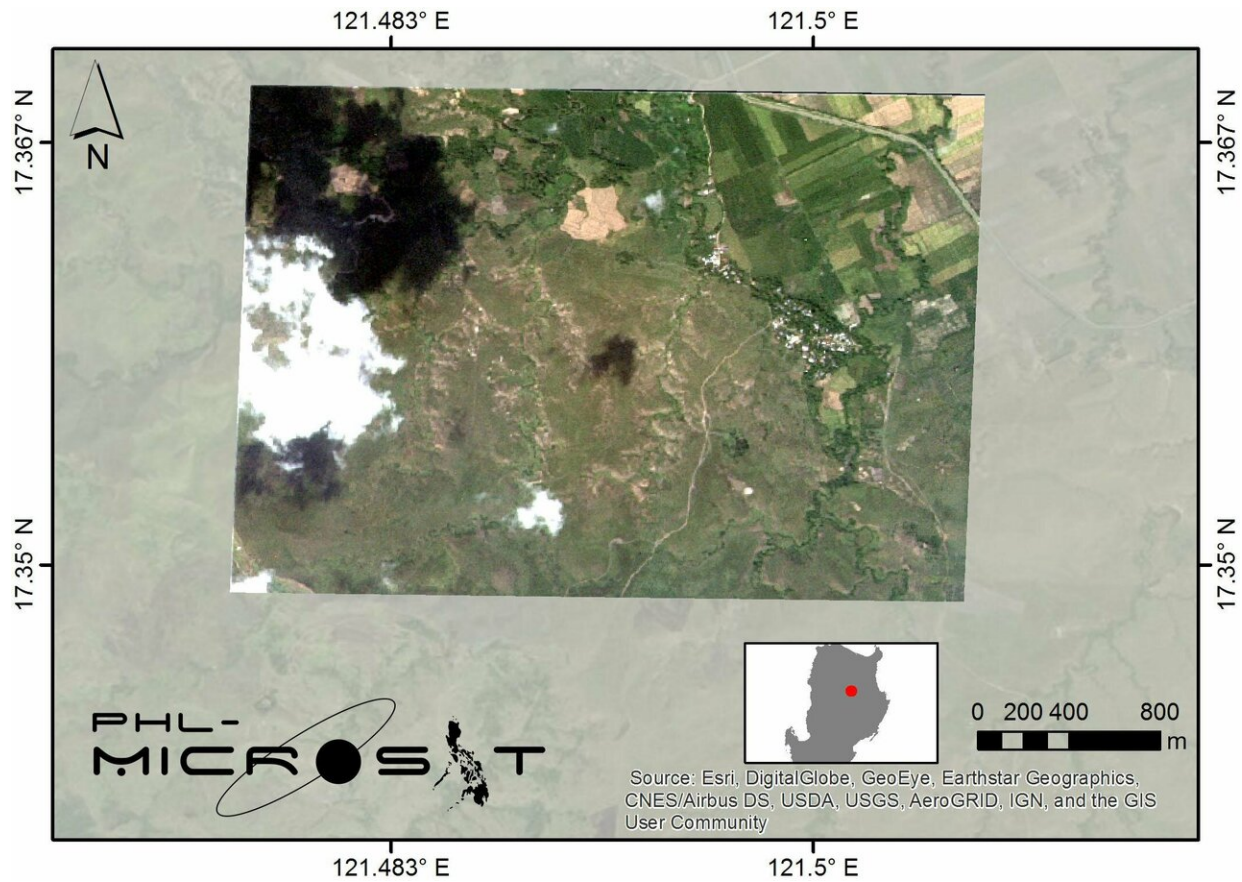 121.483° E
121.5° E
17.367° N
17.367° N
N
17.35° N
17.35° N
PHL-
MICROSAT
0 200 400 800
m
Source: Esri, DigitalGlobe, GeoEye, Earthstar Geographics,
CNES/Airbus DS, USDA, USGS, AeroGRID, IGN, and the GIS
User Community
121.483° E
121.5° E